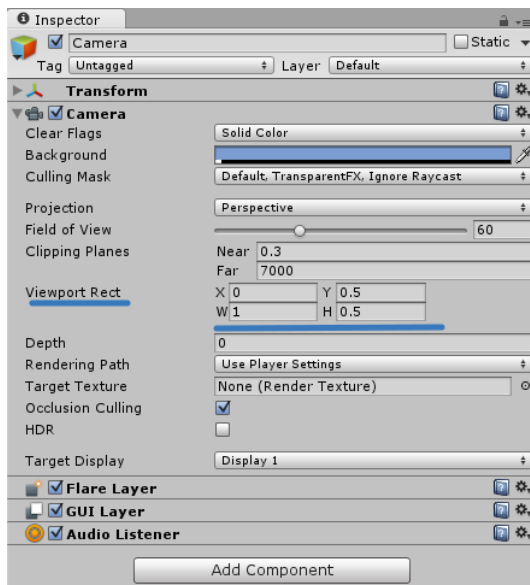 Inspector
Camera Static
Tag Untagged Layer Default
Transform
Camera
Clear Flags Solid Color
Background
Culling Mask Default, TransparentFX, Ignore Raycast
Projection Perspective
Field of View 60
Clipping Planes Near 0.3
Far 7000
Viewport Rect X 0 Y 0.5
W 1 H 0.5
Depth 0
Rendering Path Use Player Settings
Target Texture None (Render Texture)
Occlusion Culling
HDR
Target Display Display 1
Flare Layer
GUI Layer
Audio Listener
Add Component